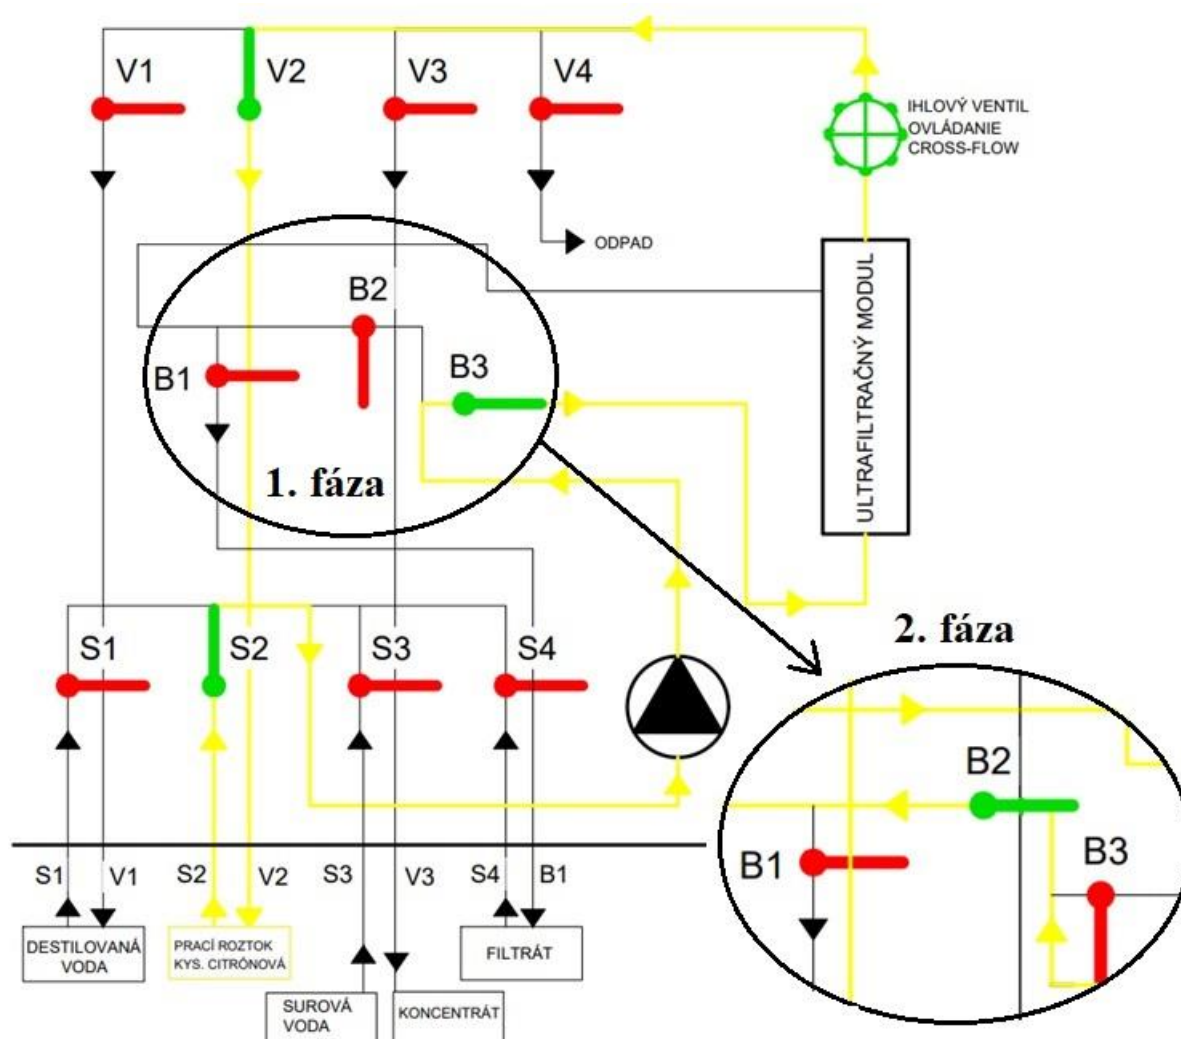 V1
V2
V3
V4
IHLOVÝ VENTIL
OVLÁDANIE
CROSS-FLOW
ODPAD
B2
B1
B3
ULTRAFILTRAČNÝ MODUL
1. fáza
S1
S2
S3
S4
2. fáza
B2
B1
B3
S1
V1
S2
V2
S3
V3
S4
B1
DESTILOVANÁ
VODA
PRACÍ ROZTOK
KYS. CITRÓNOVÁ
SUROVÁ
VODA
KONCENTRÁT
FILTRÁT